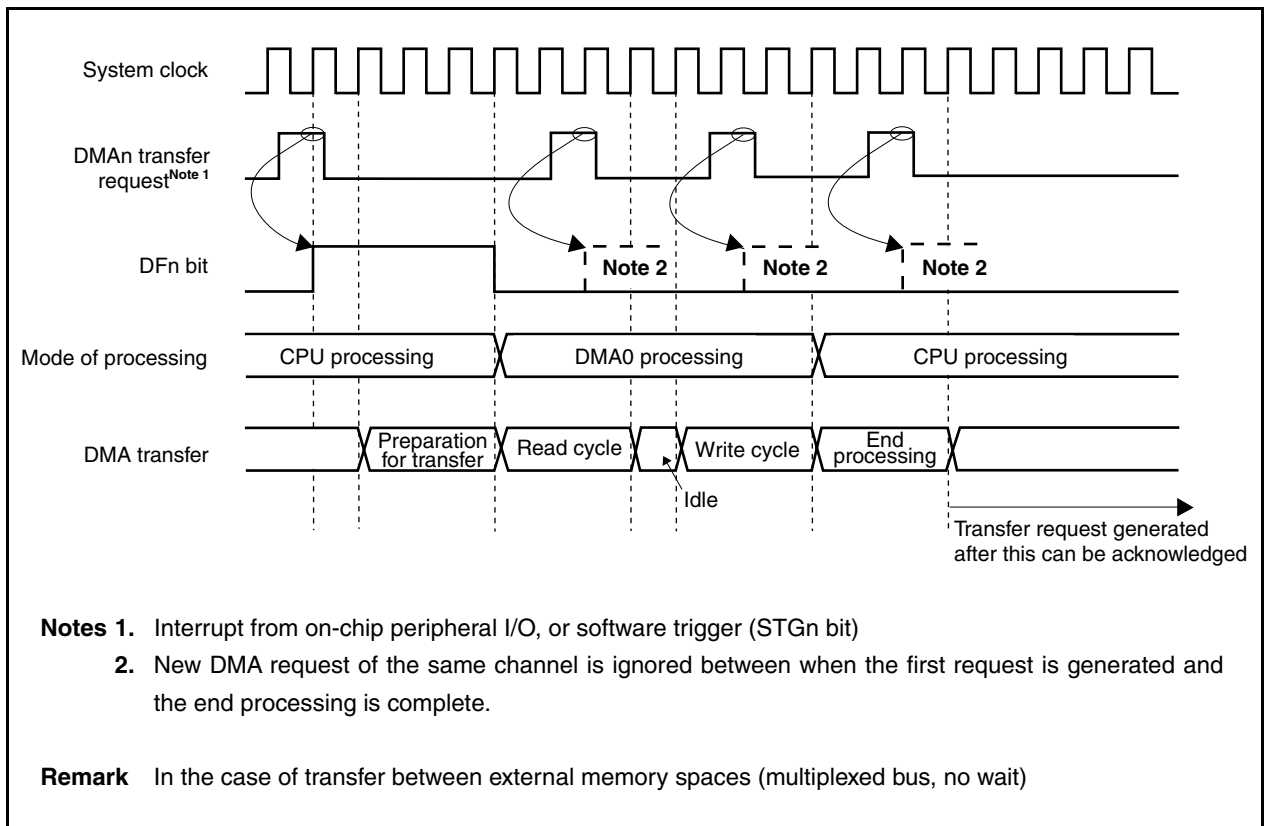 System clock
DMAn transfer
requestNote 1
DFn bit
Note 2
Note 2
Note 2
Mode of processing
CPU processing
DMA0 processing
CPU processing
DMA transfer
Preparation
for transfer
Read cycle
Idle
Write cycle
End
processing
Transfer request generated
after this can be acknowledged
Notes 1. Interrupt from on-chip peripheral I/O, or software trigger (STGn bit)
2. New DMA request of the same channel is ignored between when the first request is generated and
the end processing is complete.
Remark In the case of transfer between external memory spaces (multiplexed bus, no wait)